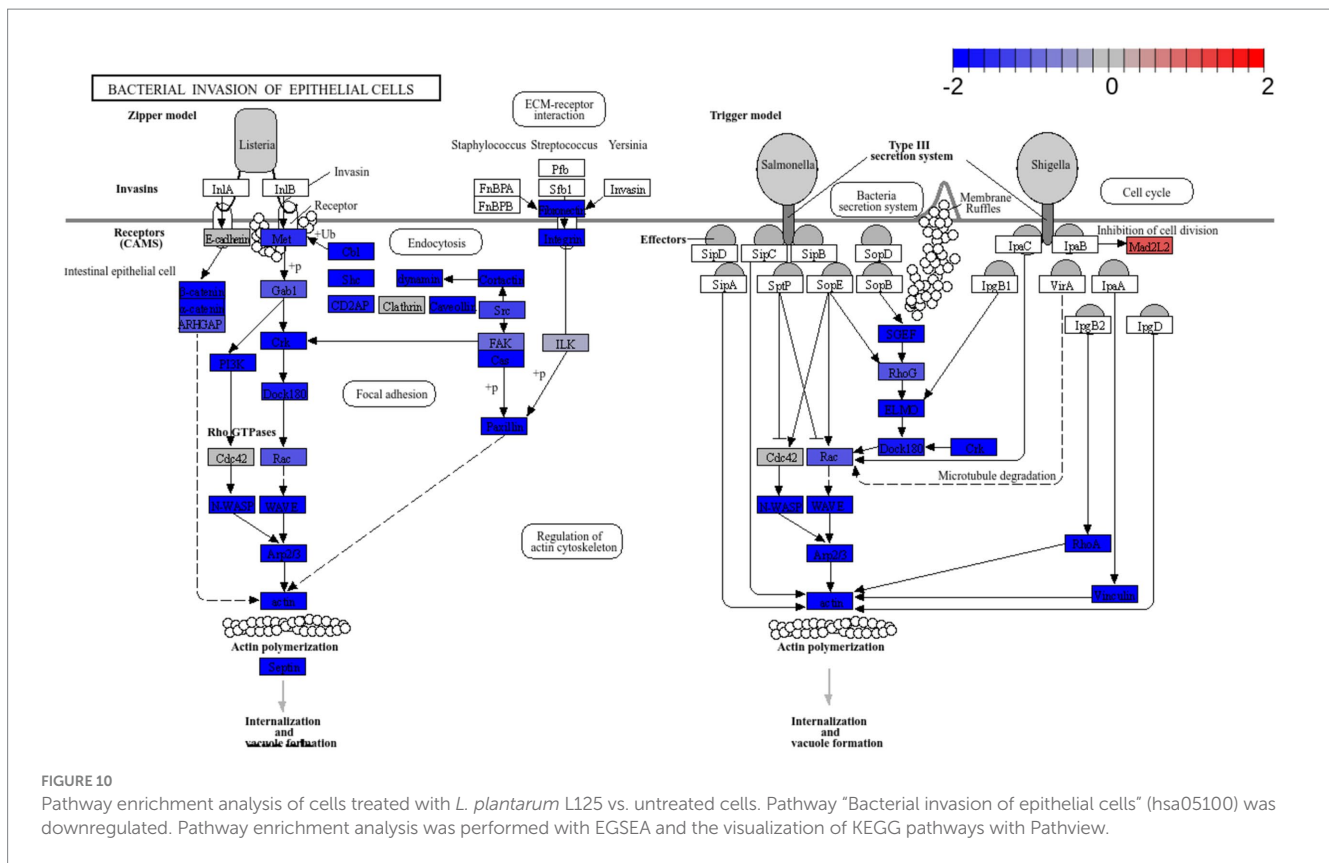 -2
0
2
BACTERIAL INVASION OF EPITHELIAL CELLS
Zipper model
Listeria
Invasins
InlA
InlB
Invasin
Receptor
Receptors
(CAMS)
E-cadherin
Met
+Ub
Cbl
Endocytosis
Intestinal epithelial cell
+p
Shc
β-catenin
α-catenin
ARHGAP
Gab1
CD2AP
Clathrin
Caveolin
Dynamin
Cortactin
Src
FAK
Cas
ILK
Crk
PI3K
Dock180
Focal adhesion
+p
+p
Paxillin
Rho GTPases
Cdc42
Rac
N-WASP
WAVE
Arp2/3
Regulation of
actin cytoskeleton
actin
Actin polymerization
Septin
Internalization
and
vacuole formation
ECM-receptor
interaction
Staphylococcus
Streptococcus
Yersinia
Pfb
FnBPA
Sfb1
Invasin
FnBPB
Fibronectin
Integrin
Trigger model
Salmonella
Type III
secretion system
Shigella
Bacteria
secretion system
Membrane
Ruffles
Cell cycle
Effectors
SipD
SipC
SipB
SopD
IpaC
IpaB
Inhibition of cell division
Mad2L2
SipA
SptP
SopE
SopB
IpgB1
VirA
IpaA
IpgB2
IpgD
SGEF
RhoG
ELMO
Dock180
Crk
Cdc42
Rac
Microtubule degradation
N-WASP
WAVE
Arp2/3
RhoA
Vinculin
actin
Actin polymerization
Internalization
and
vacuole formation
FIGURE 10
Pathway enrichment analysis of cells treated with L. plantarum L125 vs. untreated cells. Pathway “Bacterial invasion of epithelial cells” (hsa05100) was
downregulated. Pathway enrichment analysis was performed with EGSEA and the visualization of KEGG pathways with Pathview.